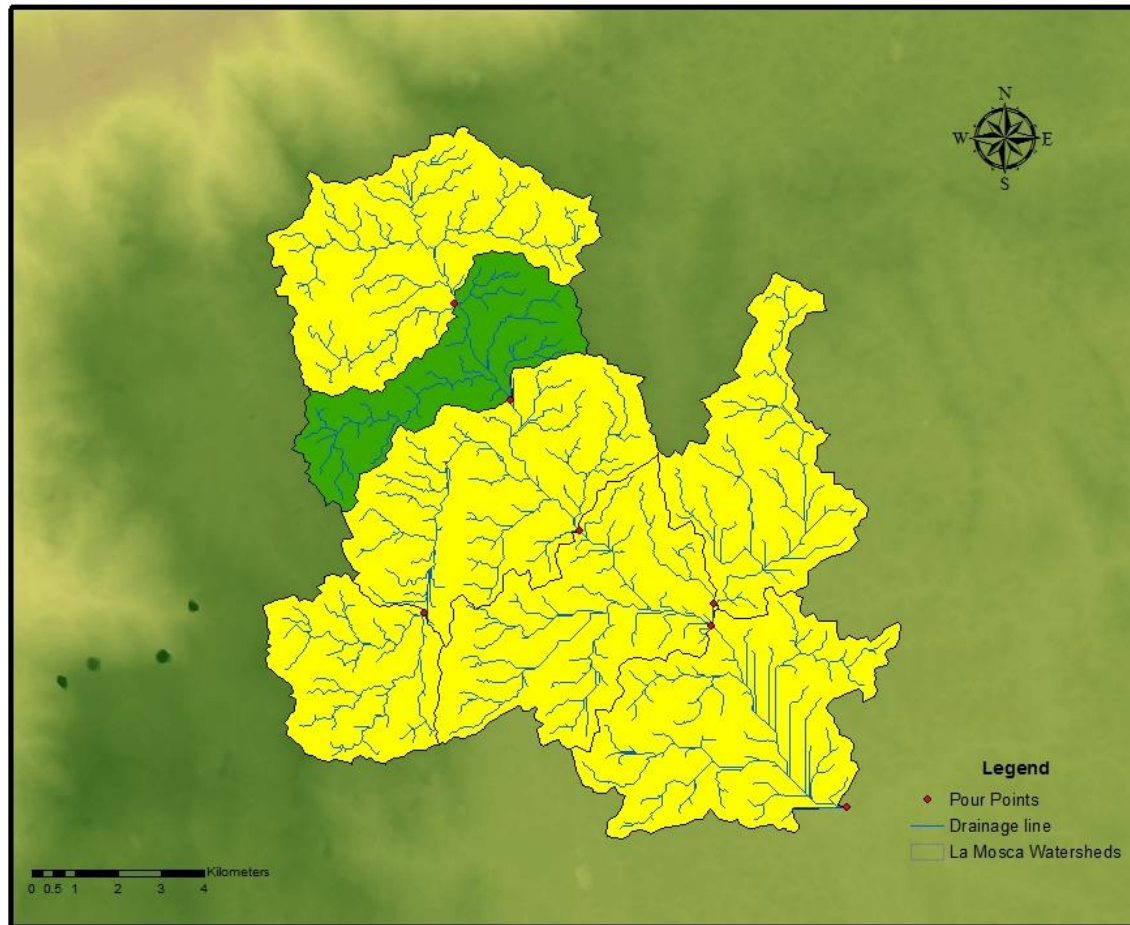 N
W E
S
Legend
Pour Points
Drainage line
La Mosca Watersheds
Kilometers
0 0.5 1 2 3 4